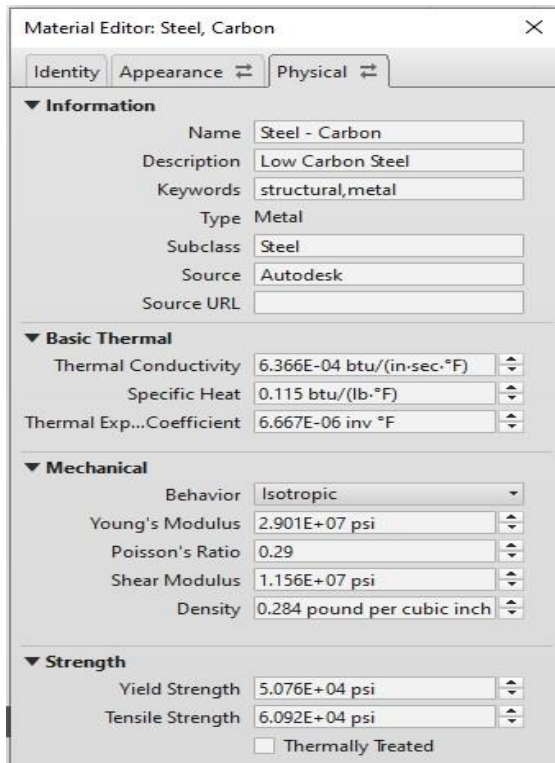 Material Editor: Steel, Carbon
Identity Appearance Physical
Information
Name Steel - Carbon
Description Low Carbon Steel
Keywords structural,metal
Type Metal
Subclass Steel
Source Autodesk
Source URL
Basic Thermal
Thermal Conductivity 6.366E-04 btu/(in·sec·°F)
Specific Heat 0.115 btu/(lb·°F)
Thermal Exp...Coefficient 6.667E-06 inv °F
Mechanical
Behavior Isotropic
Young's Modulus 2.901E+07 psi
Poisson's Ratio 0.29
Shear Modulus 1.156E+07 psi
Density 0.284 pound per cubic inch
Strength
Yield Strength 5.076E+04 psi
Tensile Strength 6.092E+04 psi
Thermally Treated